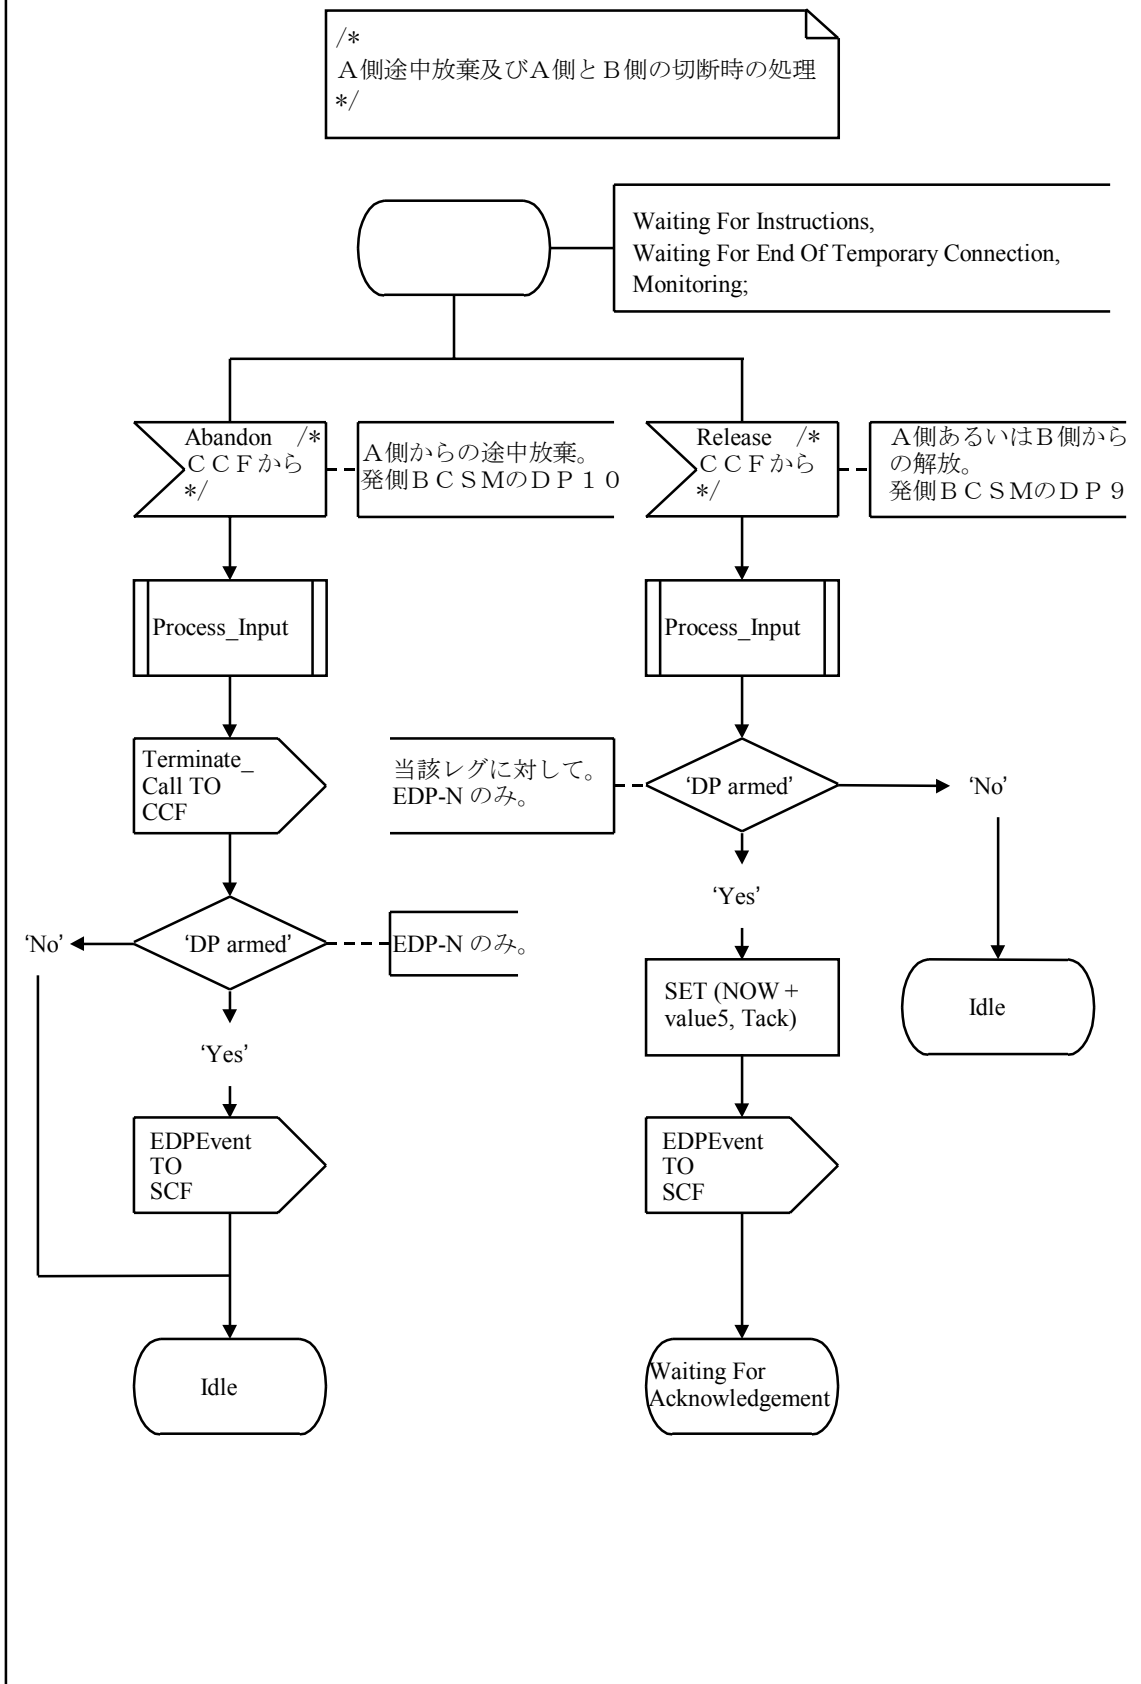 /*
A側途中放棄及びA側とB側の切断時の処理
*/
Waiting For Instructions,
Waiting For End Of Temporary Connection,
Monitoring;
Abandon /*
CCFから
*/
A側からの途中放棄。
発側BCSMのDP10
Release /*
CCFから
*/
A側あるいはB側から
の解放。
発側BCSMのDP9
Process_Input
Process_Input
Terminate_
Call TO
CCF
当該レグに対して。
EDP-N のみ。
‘DP armed’
‘No’
‘Yes’
‘No’
‘DP armed’
EDP-N のみ。
SET (NOW +
value5, Tack)
Idle
‘Yes’
EDPEvent
TO
SCF
EDPEvent
TO
SCF
Idle
Waiting For
Acknowledgement